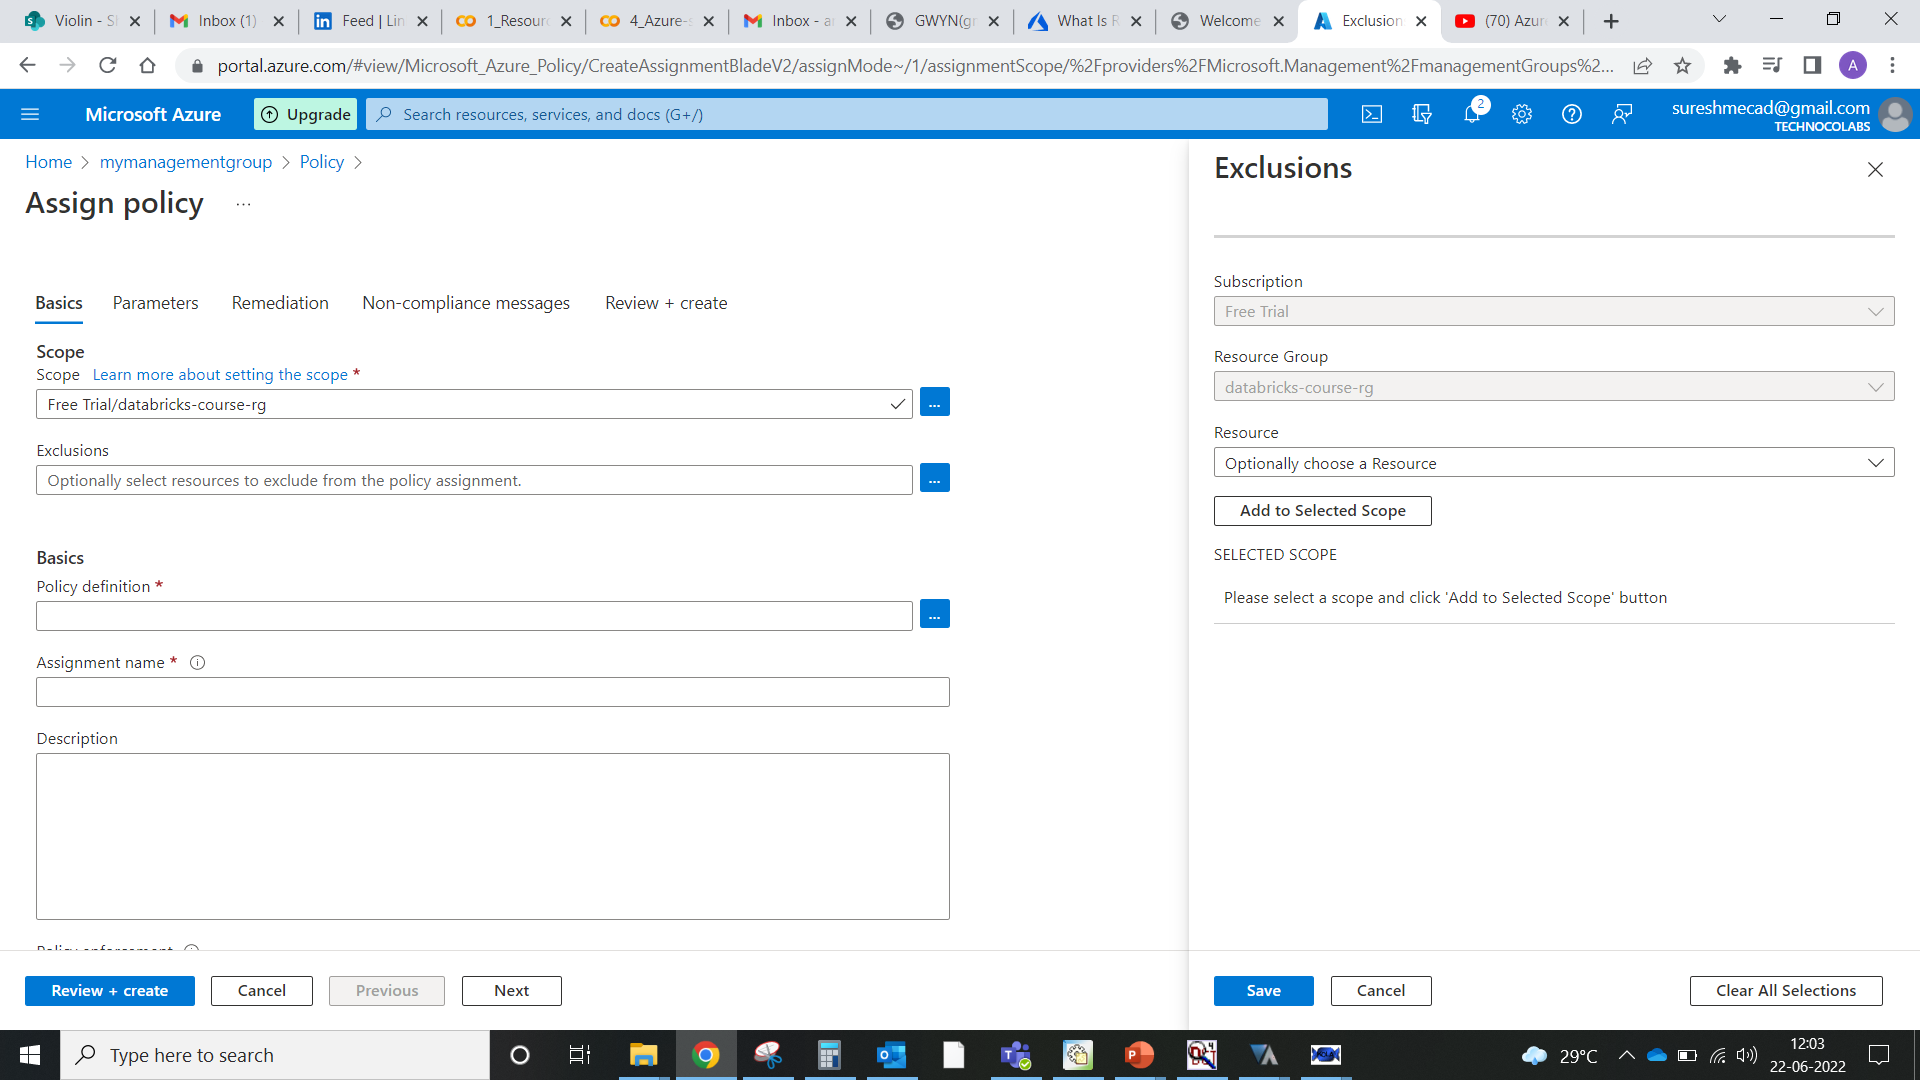 Violin - S
Inbox (1)
Feed | Lin
1_Resour
4_Azure-
Inbox - a
GWYN(g
What Is R
Welcome
Exclusion
(70) Azur
portal.azure.com/#view/Microsoft_Azure_Policy/CreateAssignmentBladeV2/assignMode~/1/assignmentScope/%2Fproviders%2FMicrosoft.Management%2FmanagementGroups%2...
A
Microsoft Azure
Upgrade
Search resources, services, and docs (G+/)
2
sureshmecad@gmail.com
TECHNOCOLABS
Home > mymanagementgroup > Policy >
Assign policy ...
Basics Parameters Remediation Non-compliance messages Review + create
Scope
Scope Learn more about setting the scope *
Free Trial/databricks-course-rg
...
Exclusions
Optionally select resources to exclude from the policy assignment.
...
Basics
Policy definition *
...
Assignment name *
Description
Policy enforcement
Review + create
Cancel
Previous
Next
Exclusions
Subscription
Free Trial
Resource Group
databricks-course-rg
Resource
Optionally choose a Resource
Add to Selected Scope
SELECTED SCOPE
Please select a scope and click 'Add to Selected Scope' button
Save
Cancel
Clear All Selections
Type here to search
29°C
12:03
22-06-2022